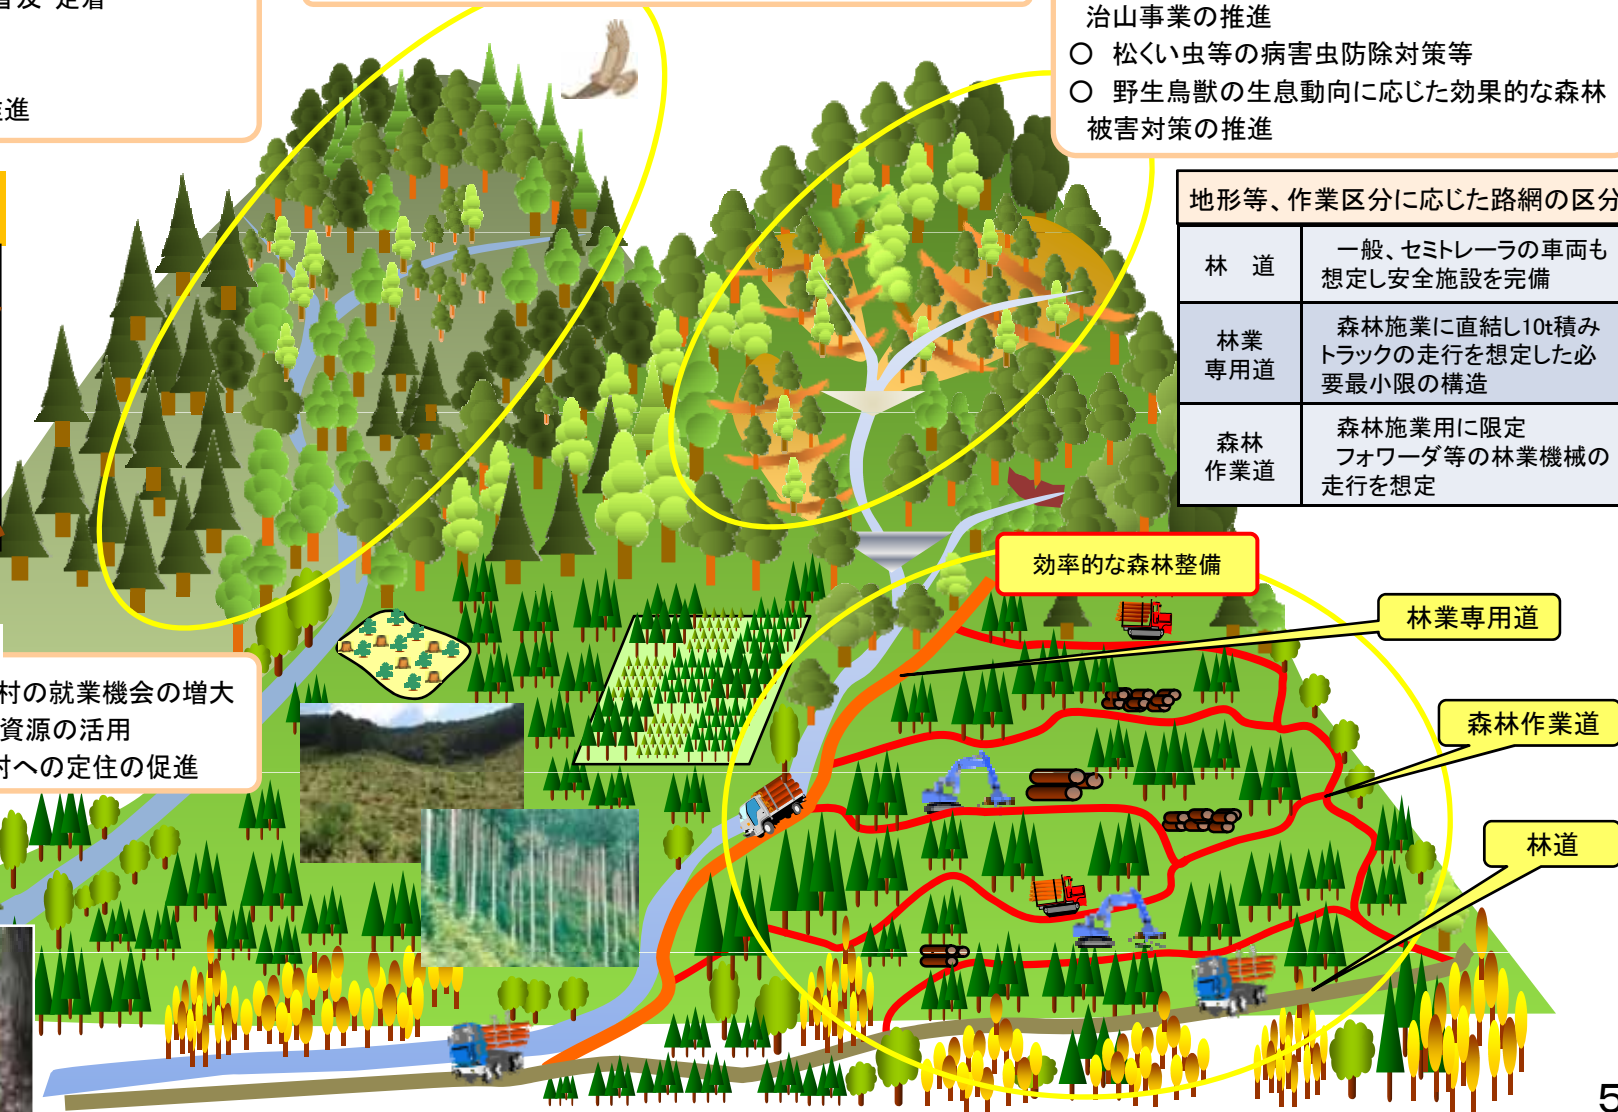 推進
治山事業の推進
○ 松くい虫等の病害虫防除対策等
○ 野生鳥獣の生息動向に応じた効果的な森林
被害対策の推進
地形等、作業区分に応じた路網の区分
林 道
一般、セミトレーラの車両も
想定し安全施設を完備
林業
専用道
森林施業に直結し10t積み
トラックの走行を想定した必
要最小限の構造
森林
作業道
森林施業用に限定
フォワーダ等の林業機械の
走行を想定
効率的な森林整備
林業専用道
村の就業機会の増大
資源の活用
村への定住の促進
森林作業道
林道
5